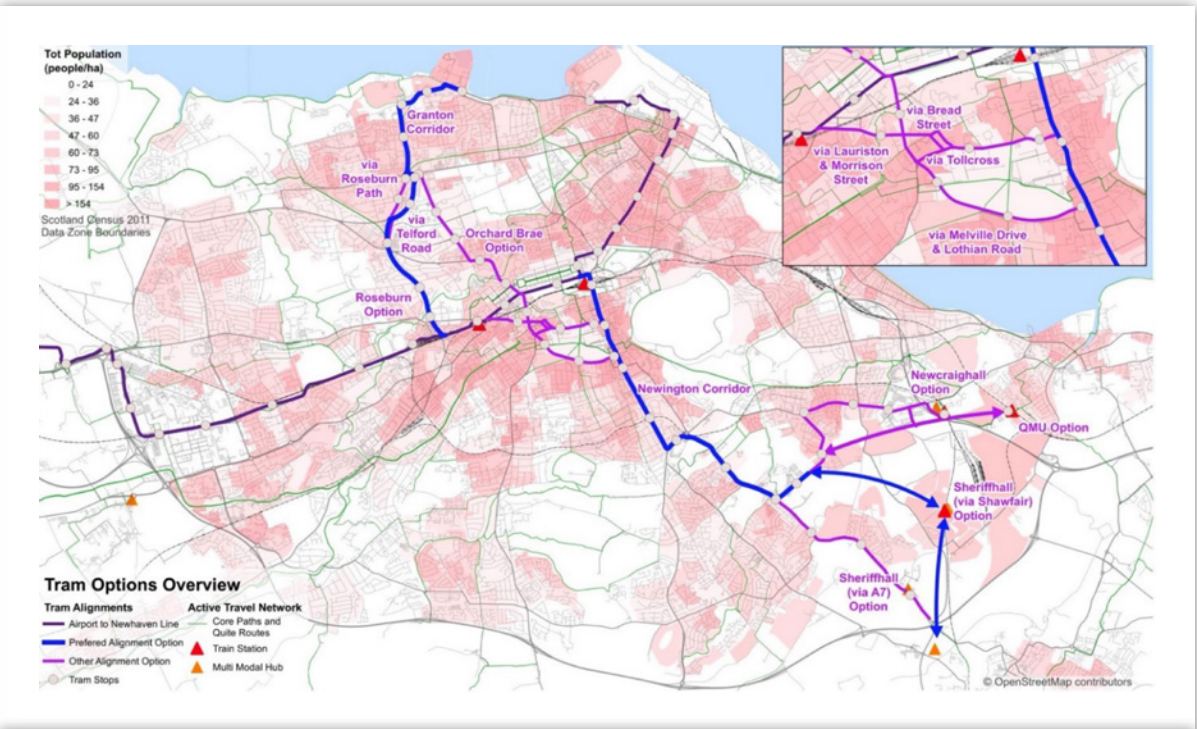 Tot Population
(people/ha)
0 - 24
24 - 36
36 - 47
47 - 60
60 - 73
73 - 95
95 - 154
> 154
Scotland Census 2011
Data Zone Boundaries
Granton
Corridor
via
Roseburn
Path
via
Telford
Road
Orchard Brae
Option
Roseburn
Option
via Bread
Street
via Lauriston
& Morrison
Street
via Tollcross
via Melville Drive
& Lothian Road
Newington Corridor
Newcraighall
Option
QMU Option
Sheriffhall
(via Shawfair)
Option
Sheriffhall
(via A7)
Option
Tram Options Overview
Tram Alignments
Airport to Newhaven Line
Prefered Alignment Option
Other Alignment Option
Tram Stops
Active Travel Network
Core Paths and
Quite Routes
Train Station
Multi Modal Hub
© OpenStreetMap contributors